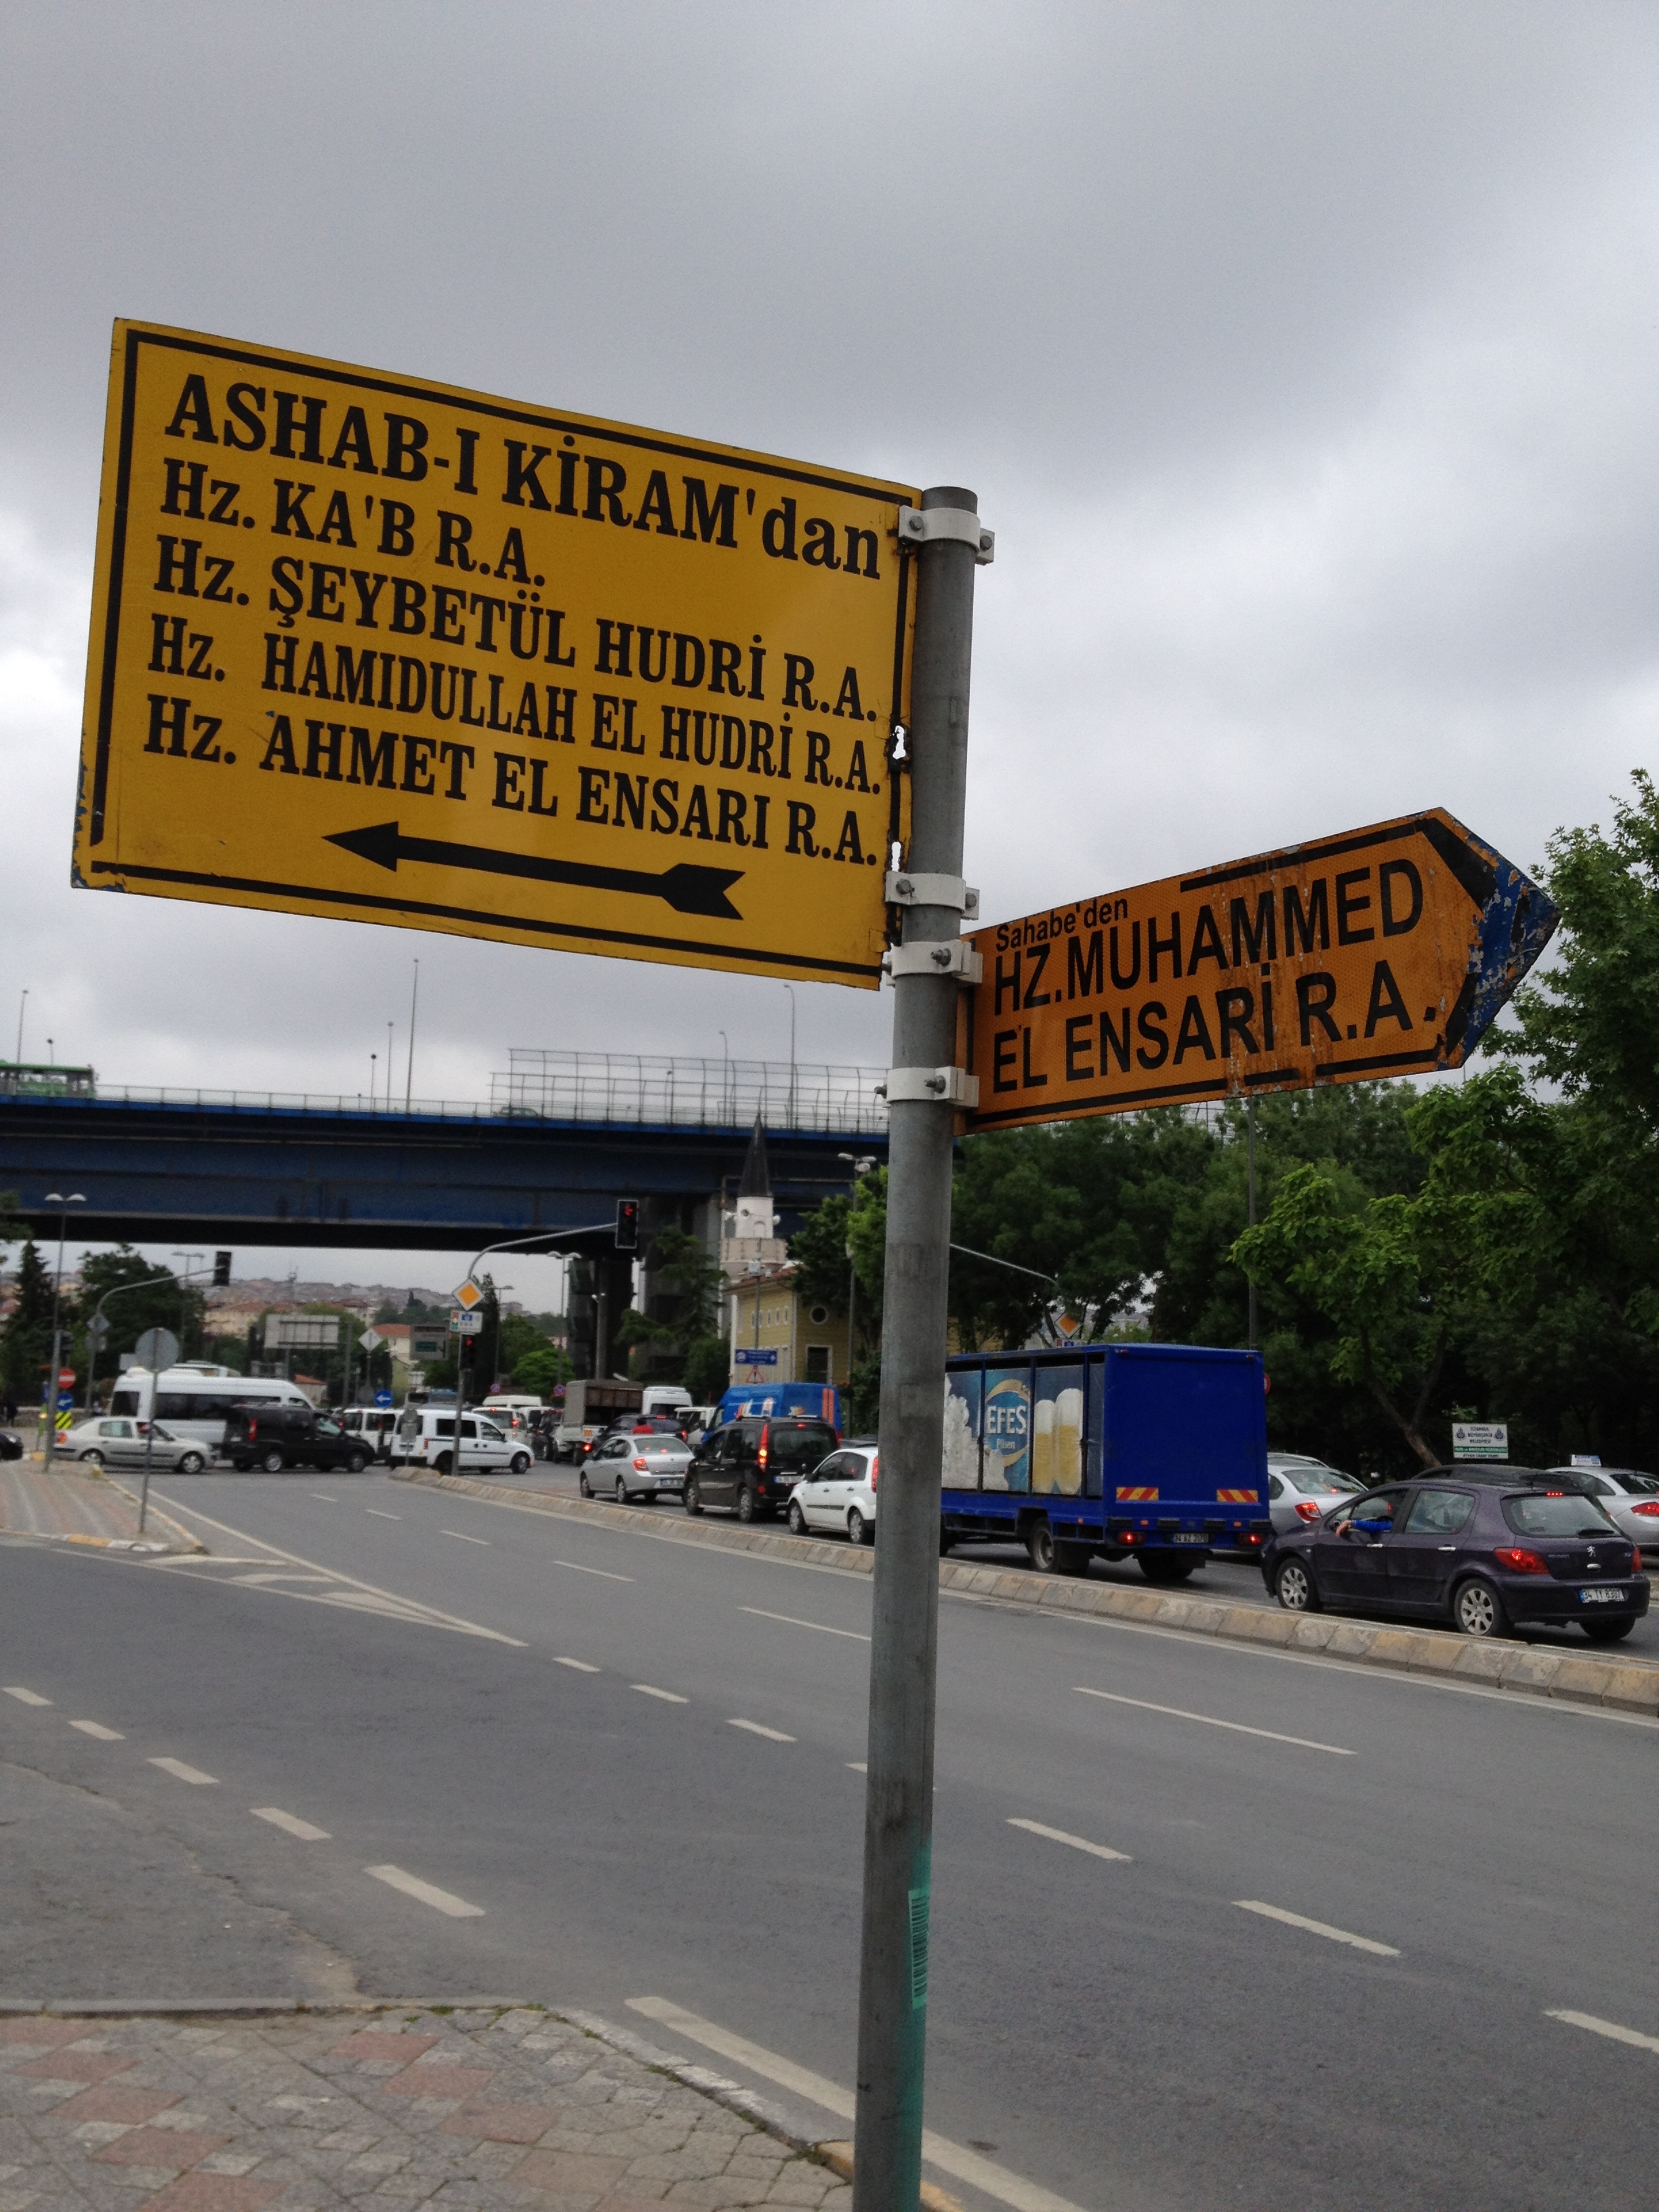 ASHAB-I KİRAM'dan
Hz. KA'B R.A.
Hz. ŞEYBETÜL HUDRİ R.A.
Hz. HAMIDULLAH EL HUDRİ R.A.
Hz. AHMET EL ENSARI R.A.
Sahabe'den
HZ. MUHAMMED
EL ENSARİ R.A.
EFES
Pilsen